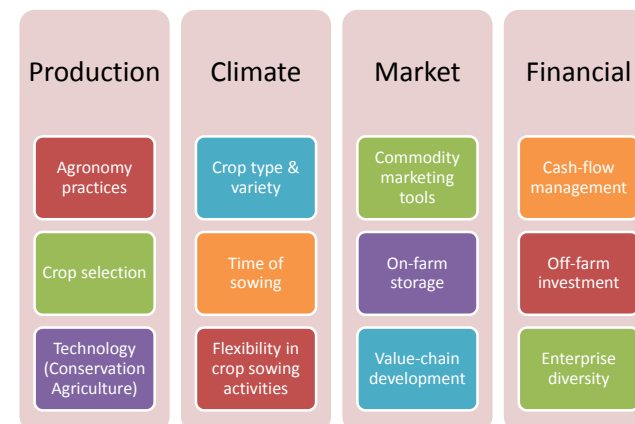 Production
Agronomy
practices
Crop selection
Technology
(Conservation
Agriculture)
Climate
Crop type &
variety
Time of
sowing
Flexibility in
crop sowing
activities
Market
Commodity
marketing
tools
On-farm
storage
Value-chain
development
Financial
Cash-flow
management
Off-farm
investment
Enterprise
diversity